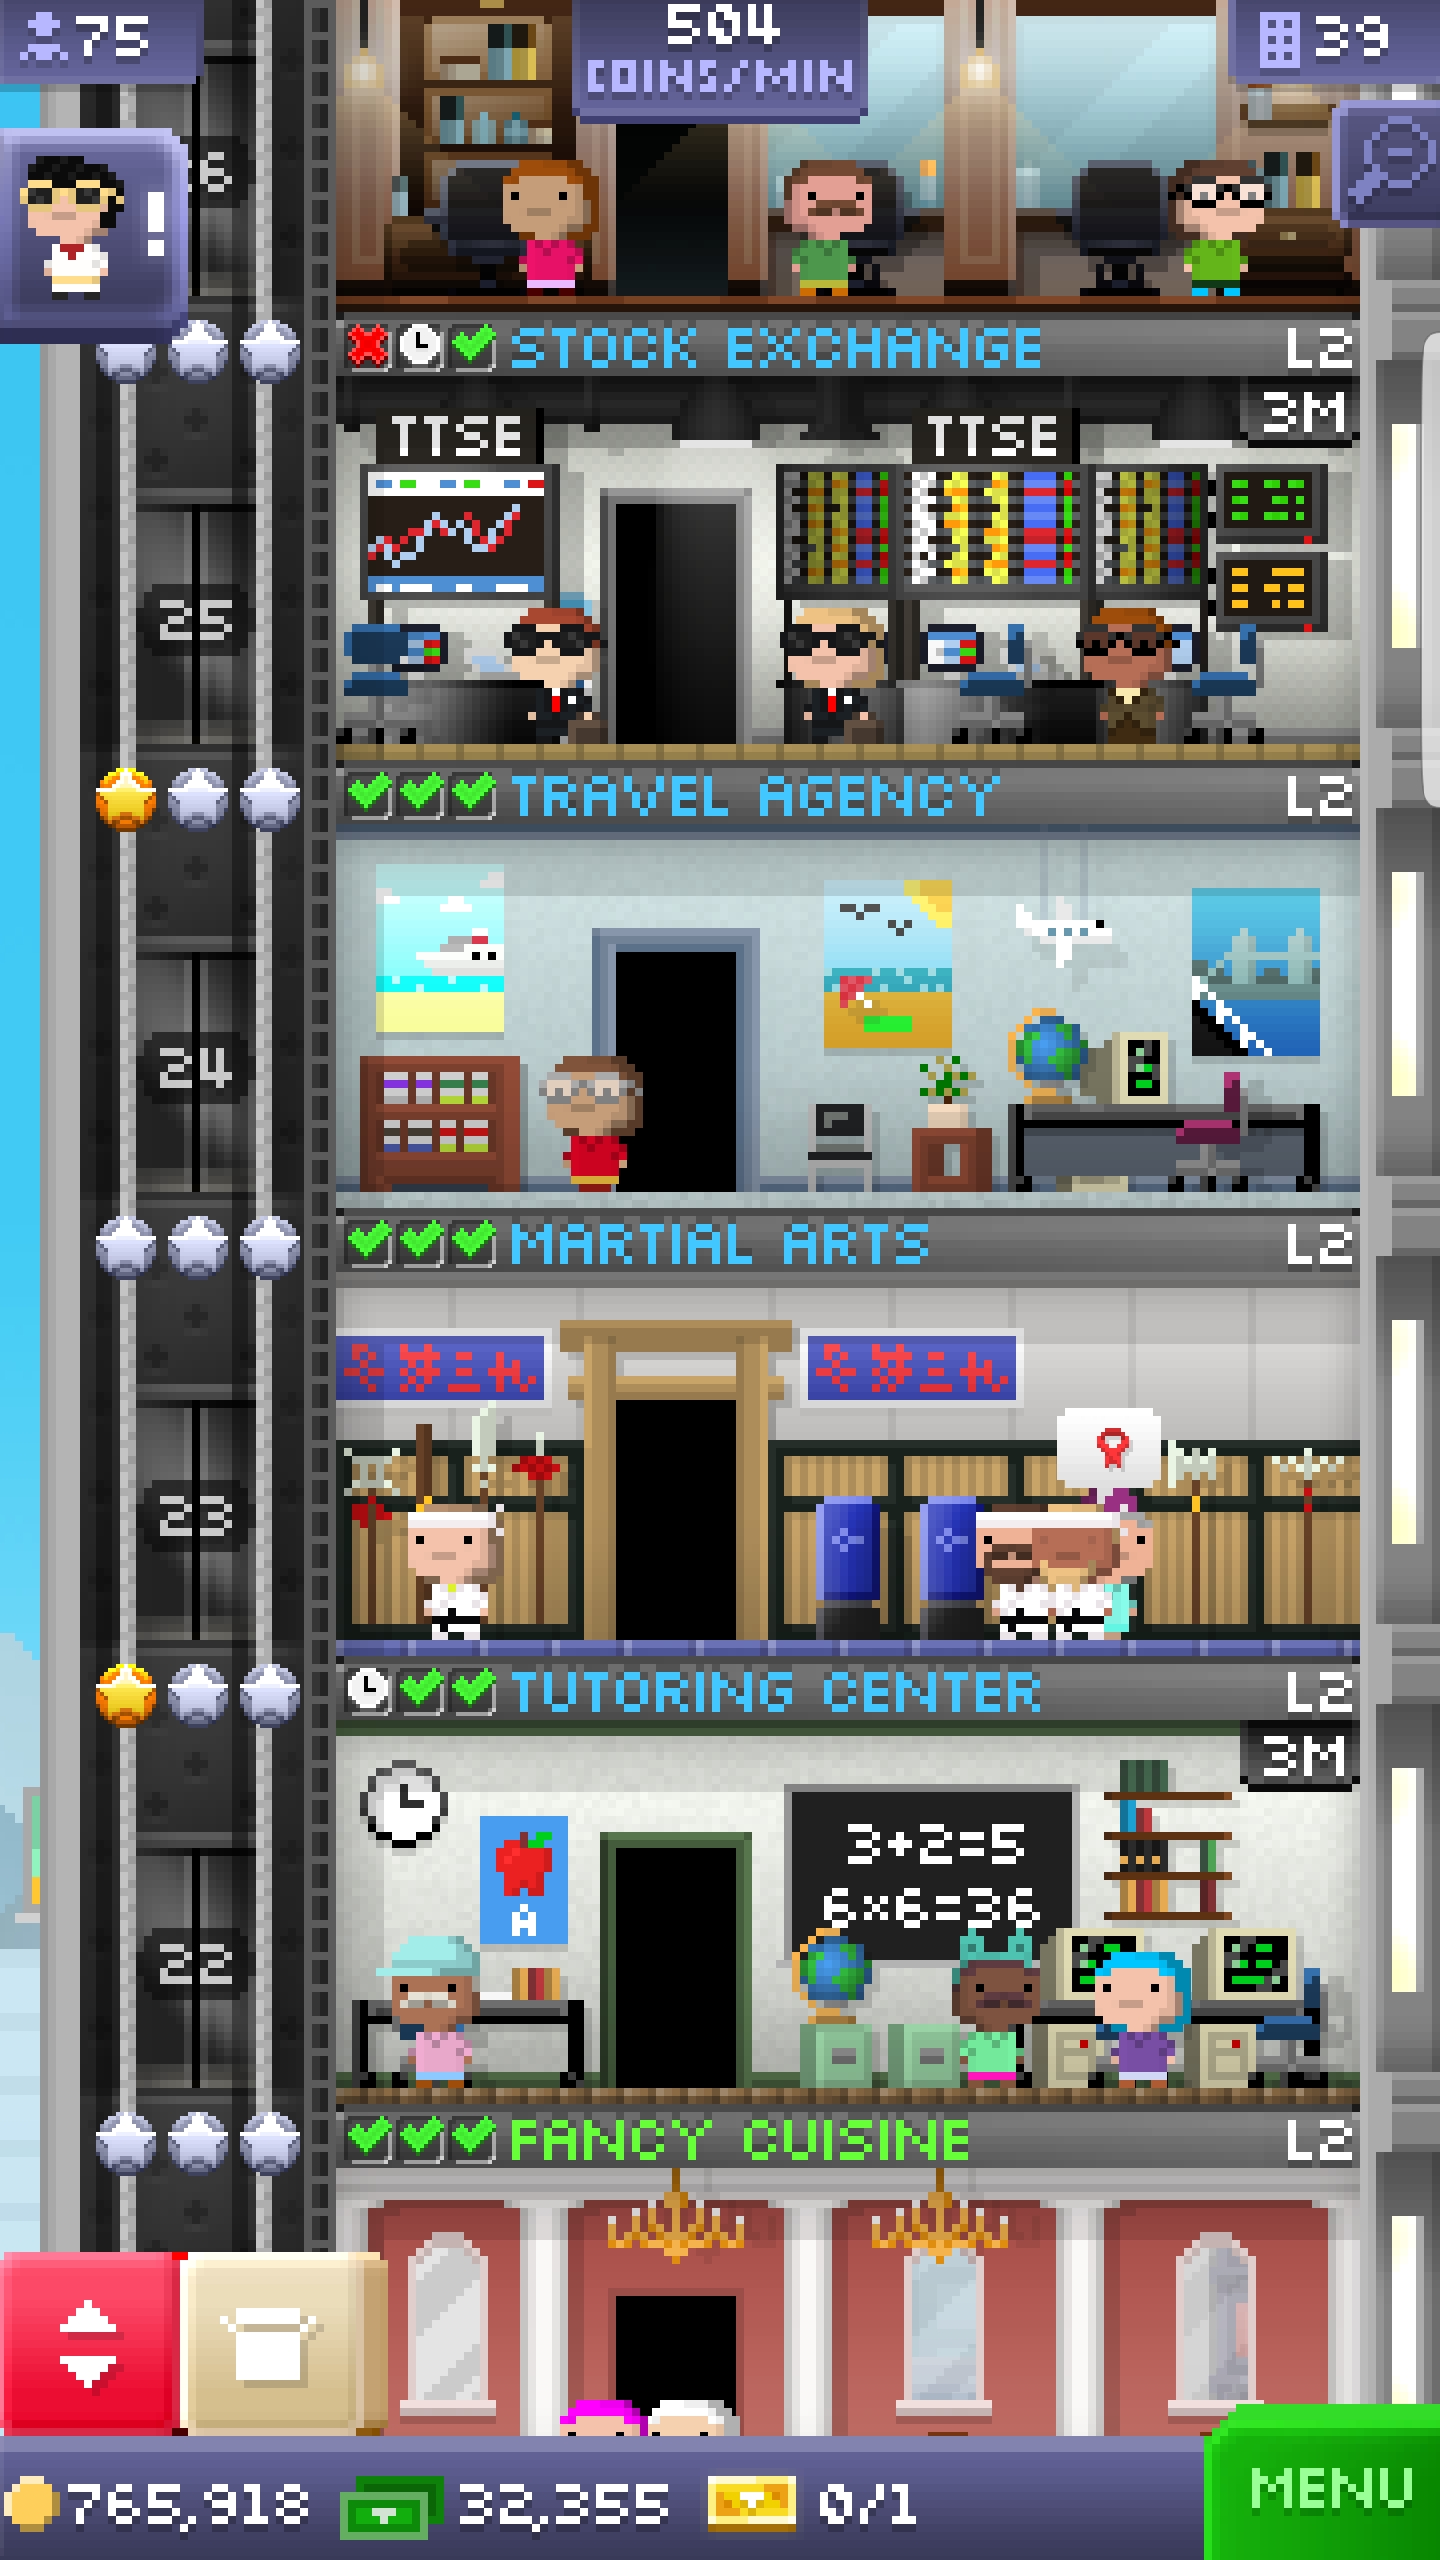 75
504
COINS/MIN
39
!
STOCK EXCHANGE
L2
3M
TTSE
TTSE
25
TRAVEL AGENCY
L2
24
MARTIAL ARTS
L2
23
TUTORING CENTER
L2
3M
3+2=5
6×6=36
A
22
FANCY CUISINE
L2
765,918
32,355
0/1
MENU